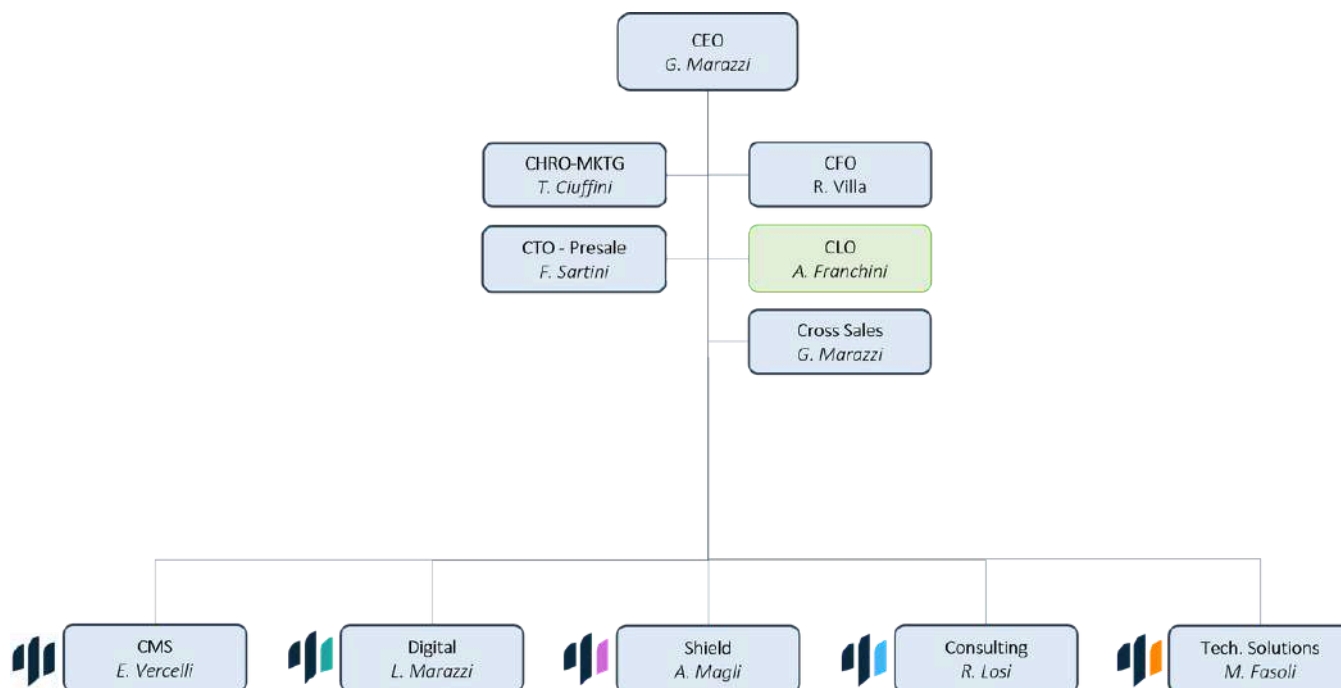 CEO
G. Marazzi
CHRO-MKTG
T. Ciuffini
CFO
R. Villa
CTO - Presale
F. Sartini
CLO
A. Franchini
Cross Sales
G. Marazzi
CMS
E. Vercelli
Digital
L. Marazzi
Shield
A. Magli
Consulting
R. Losi
Tech. Solutions
M. Fasoli